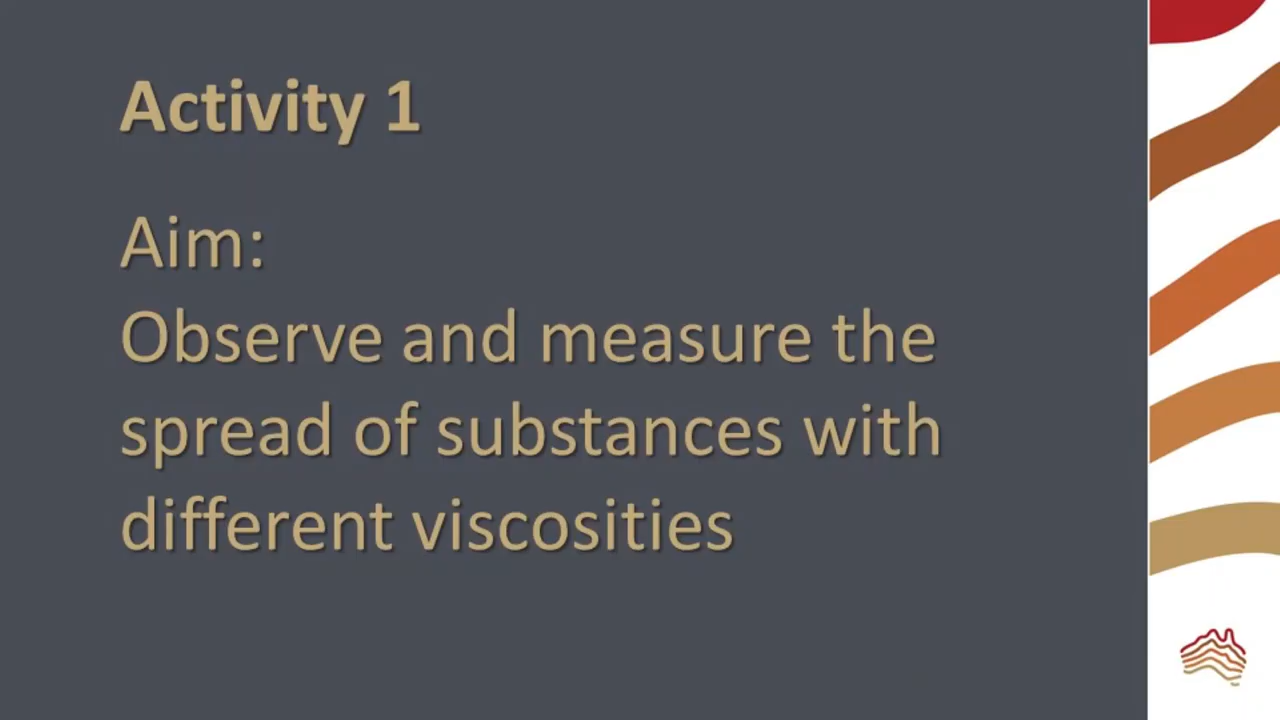 Activity 1
Aim:
Observe and measure the
spread of substances with
different viscosities